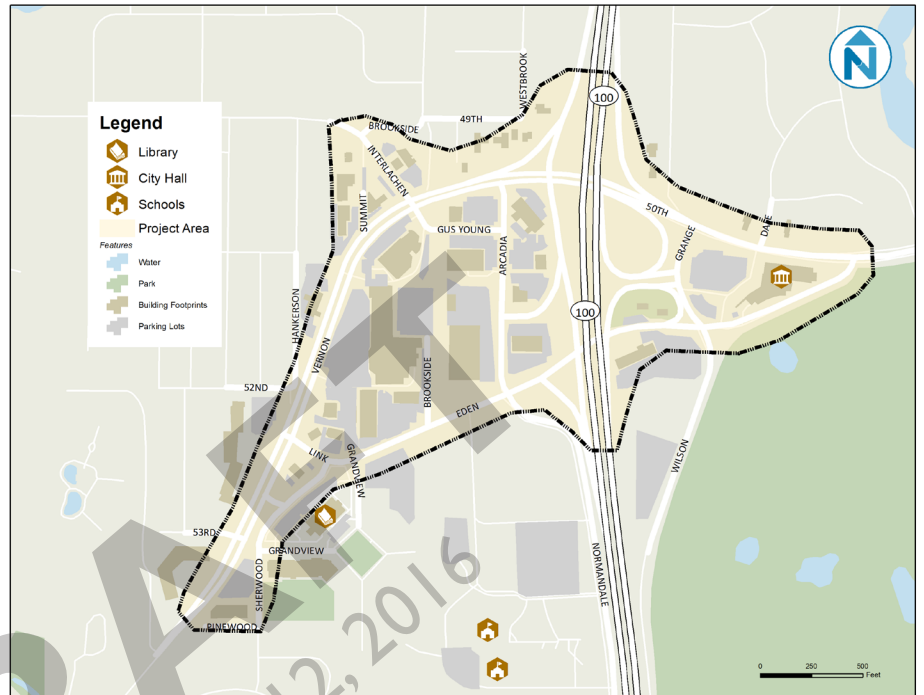 N
WESTBROOK
100
49TH
BROOKSIDE
Legend
Library
City Hall
Schools
Project Area
Features
Water
Park
Building Footprints
Parking Lots
INTERLACHEN
SUMMIT
50TH
DALE
GUS YOUNG
GRANGE
ARCADIA
100
HANKERSON
VERNON
BROOKSIDE
52ND
EDEN
LINK
GRANDVIEW
WILSON
53RD
GRANDVIEW
SHERWOOD
NORMANDALE
PINEWOOD
12, 2016
0 250 500
Feet